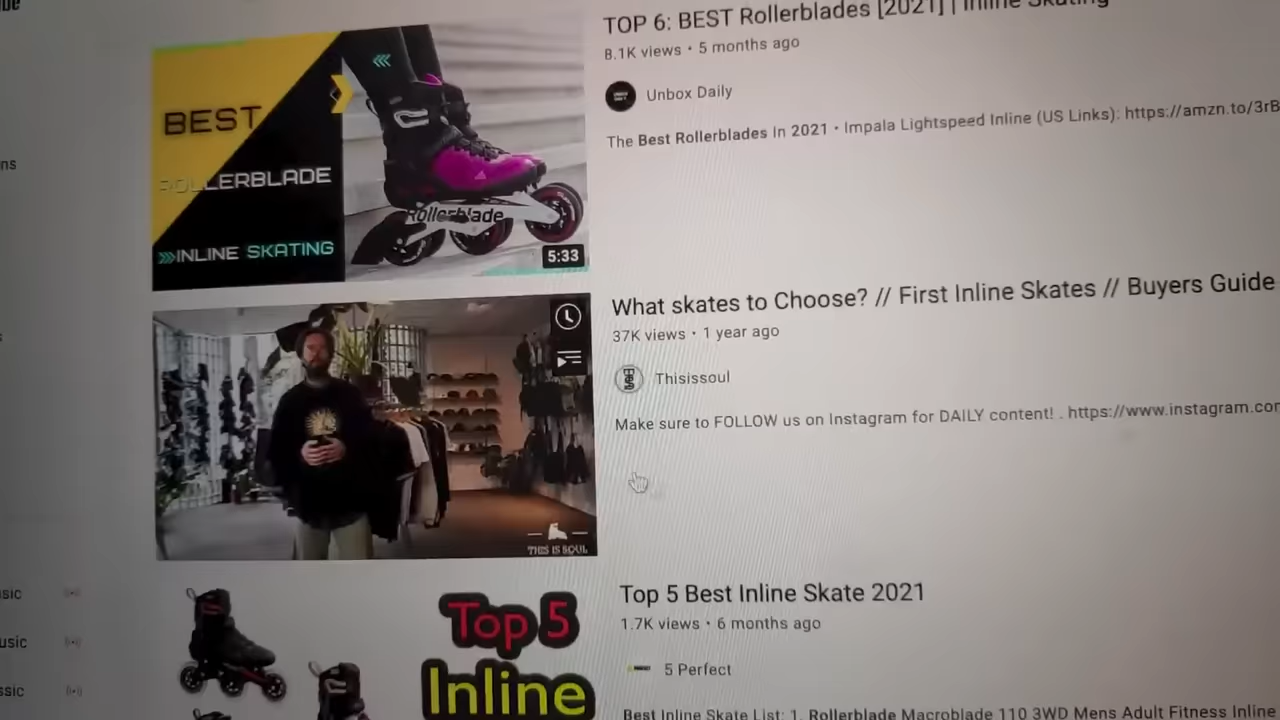 TOP 6: BEST Rollerblades [2021] | Inline Skating
8.1K views • 5 months ago
Unbox Daily
The Best Rollerblades In 2021 • Impala Lightspeed Inline (US Links): https://amzn.to/3rB
BEST
ROLLERBLADE
INLINE SKATING
Rollerblade
5:33
ns
What skates to Choose? // First Inline Skates // Buyers Guide
37K views • 1 year ago
Thisissoul
Make sure to FOLLOW us on Instagram for DAILY content! . https://www.instagram.com
THIS IS SOUL
Top 5 Best Inline Skate 2021
1.7K views • 6 months ago
5 Perfect
Best Inline Skate List: 1. Rollerblade Macroblade 110 3WD Mens Adult Fitness Inline
Top 5
Inline
sic
usic
ssic